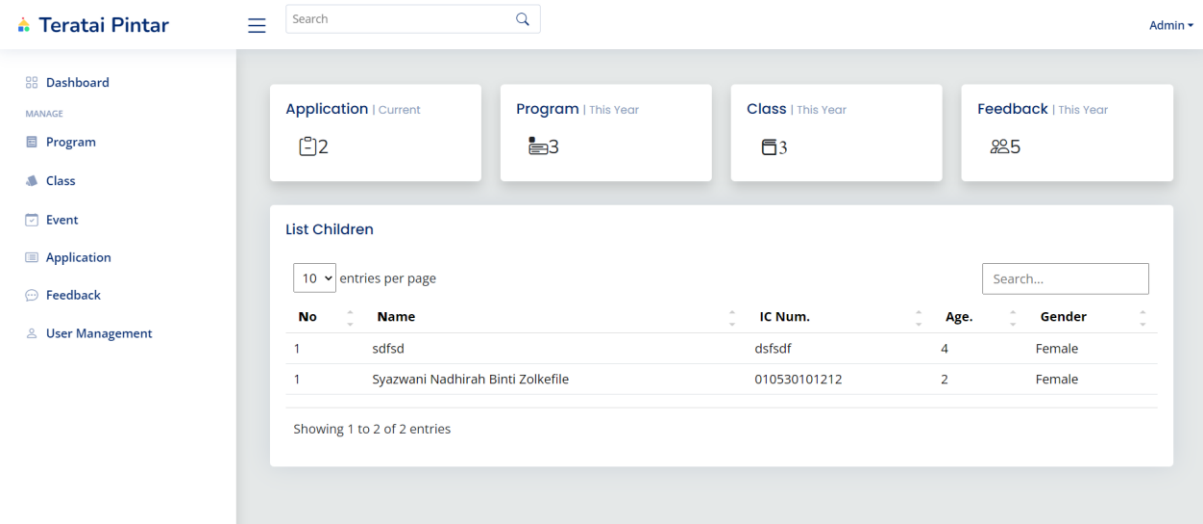 Teratai Pintar
Search
Admin
Dashboard
MANAGE
Program
Class
Event
Application
Feedback
User Management
Application | Current
2
Program | This Year
3
Class | This Year
3
Feedback | This Year
5
List Children
10 entries per page
Search...
No Name IC Num. Age. Gender
1 sdfsd dsfsdf 4 Female
1 Syazwani Nadhirah Binti Zolkefile 010530101212 2 Female
Showing 1 to 2 of 2 entries